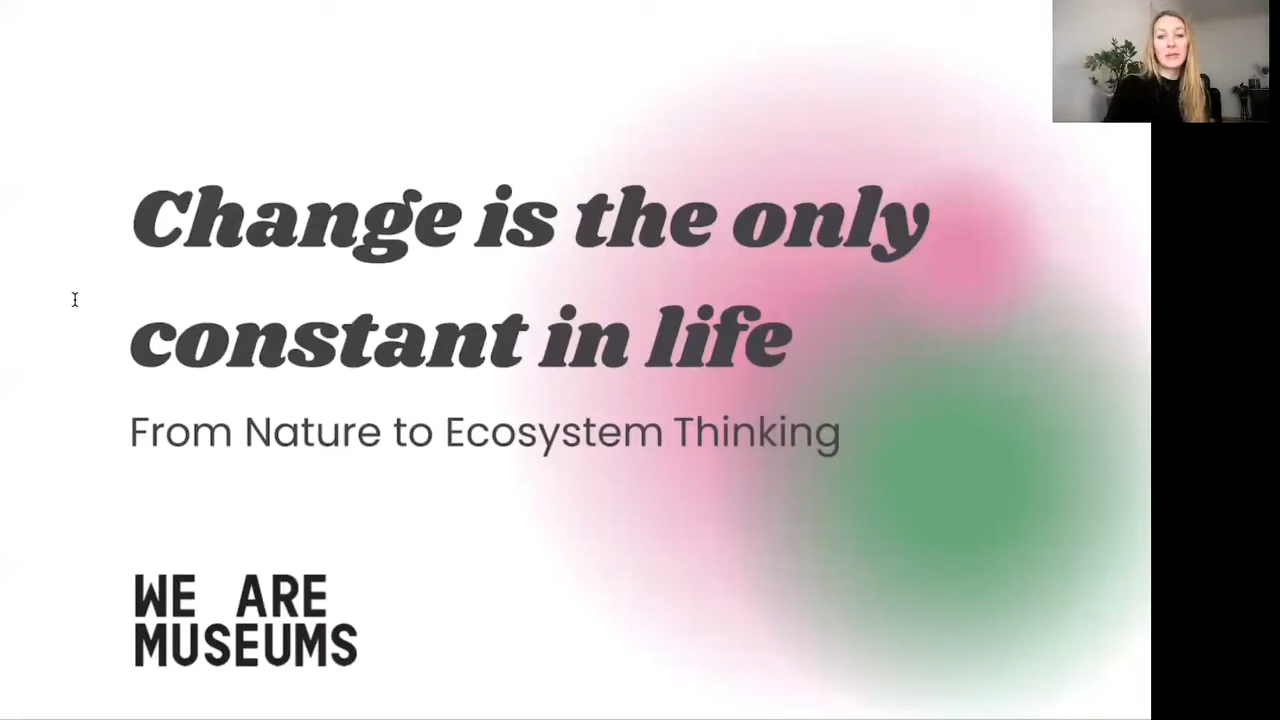 Change is the only
constant in life
From Nature to Ecosystem Thinking
WE ARE
MUSEUMS